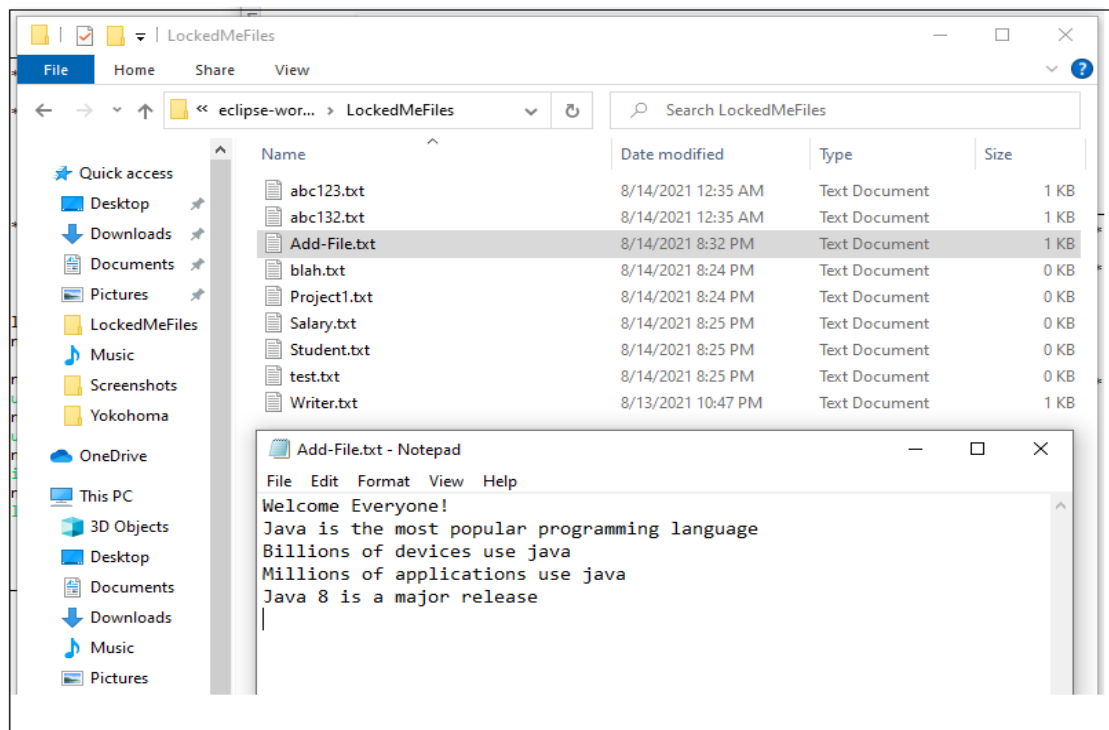 LockedMeFiles
File Home Share View
« eclipse-wor... › LockedMeFiles Search LockedMeFiles
Name Date modified Type Size
Quick access
Desktop
Downloads
Documents
Pictures
LockedMeFiles
Music
Screenshots
Yokohoma
OneDrive
This PC
3D Objects
Desktop
Documents
Downloads
Music
Pictures
abc123.txt 8/14/2021 12:35 AM Text Document 1 KB
abc132.txt 8/14/2021 12:35 AM Text Document 1 KB
Add-File.txt 8/14/2021 8:32 PM Text Document 1 KB
blah.txt 8/14/2021 8:24 PM Text Document 0 KB
Project1.txt 8/14/2021 8:24 PM Text Document 0 KB
Salary.txt 8/14/2021 8:25 PM Text Document 0 KB
Student.txt 8/14/2021 8:25 PM Text Document 0 KB
test.txt 8/14/2021 8:25 PM Text Document 0 KB
Writer.txt 8/13/2021 10:47 PM Text Document 1 KB
Add-File.txt - Notepad
File Edit Format View Help
Welcome Everyone!
Java is the most popular programming language
Billions of devices use java
Millions of applications use java
Java 8 is a major release